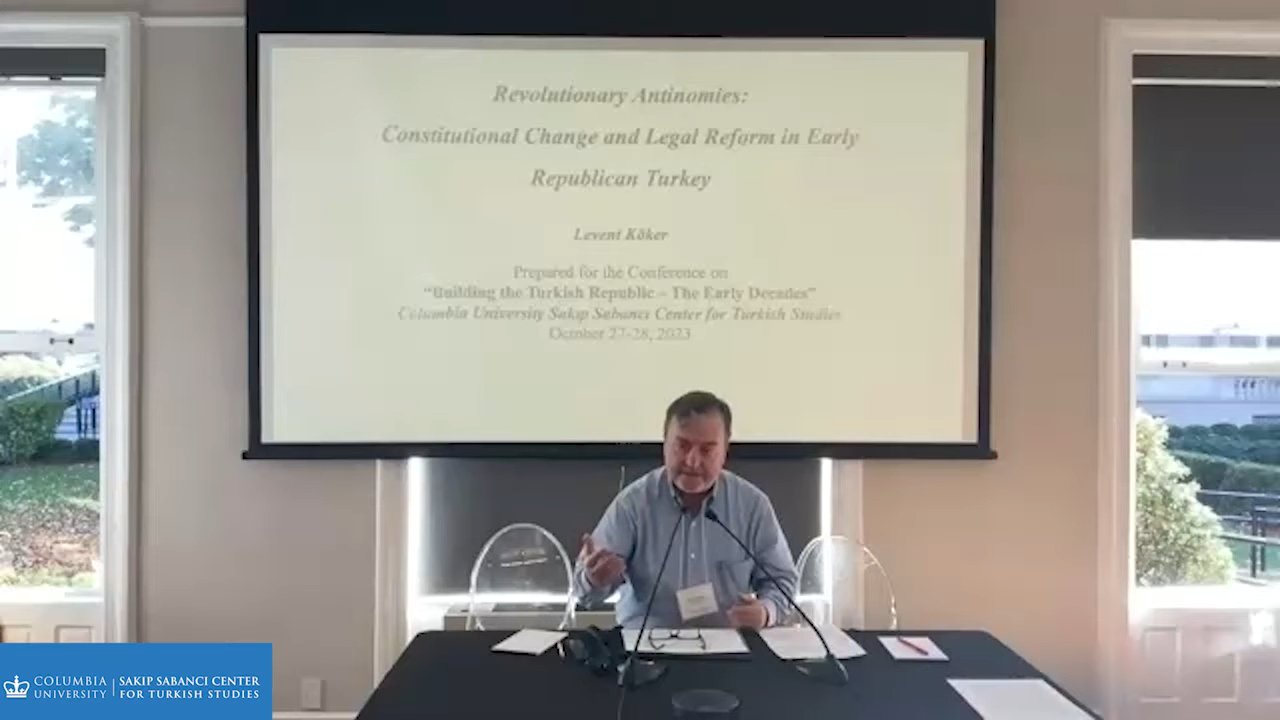 Revolutionary Antinomies:
Constitutional Change and Legal Reform in Early
Republican Turkey
Levent Köker
Prepared for the Conference on
“Building the Turkish Republic – The Early Decades”
Columbia University Sakıp Sabancı Center for Turkish Studies
October 27-28, 2023
COLUMBIA UNIVERSITY
SAKIP SABANCI CENTER FOR TURKISH STUDIES